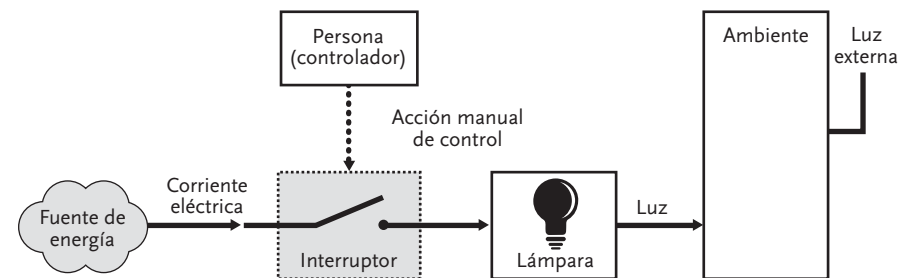 Persona
(controlador)
Ambiente
Luz
externa
Acción manual
de control
Corriente
eléctrica
Fuente de
energía
Interruptor
Lámpara
Luz